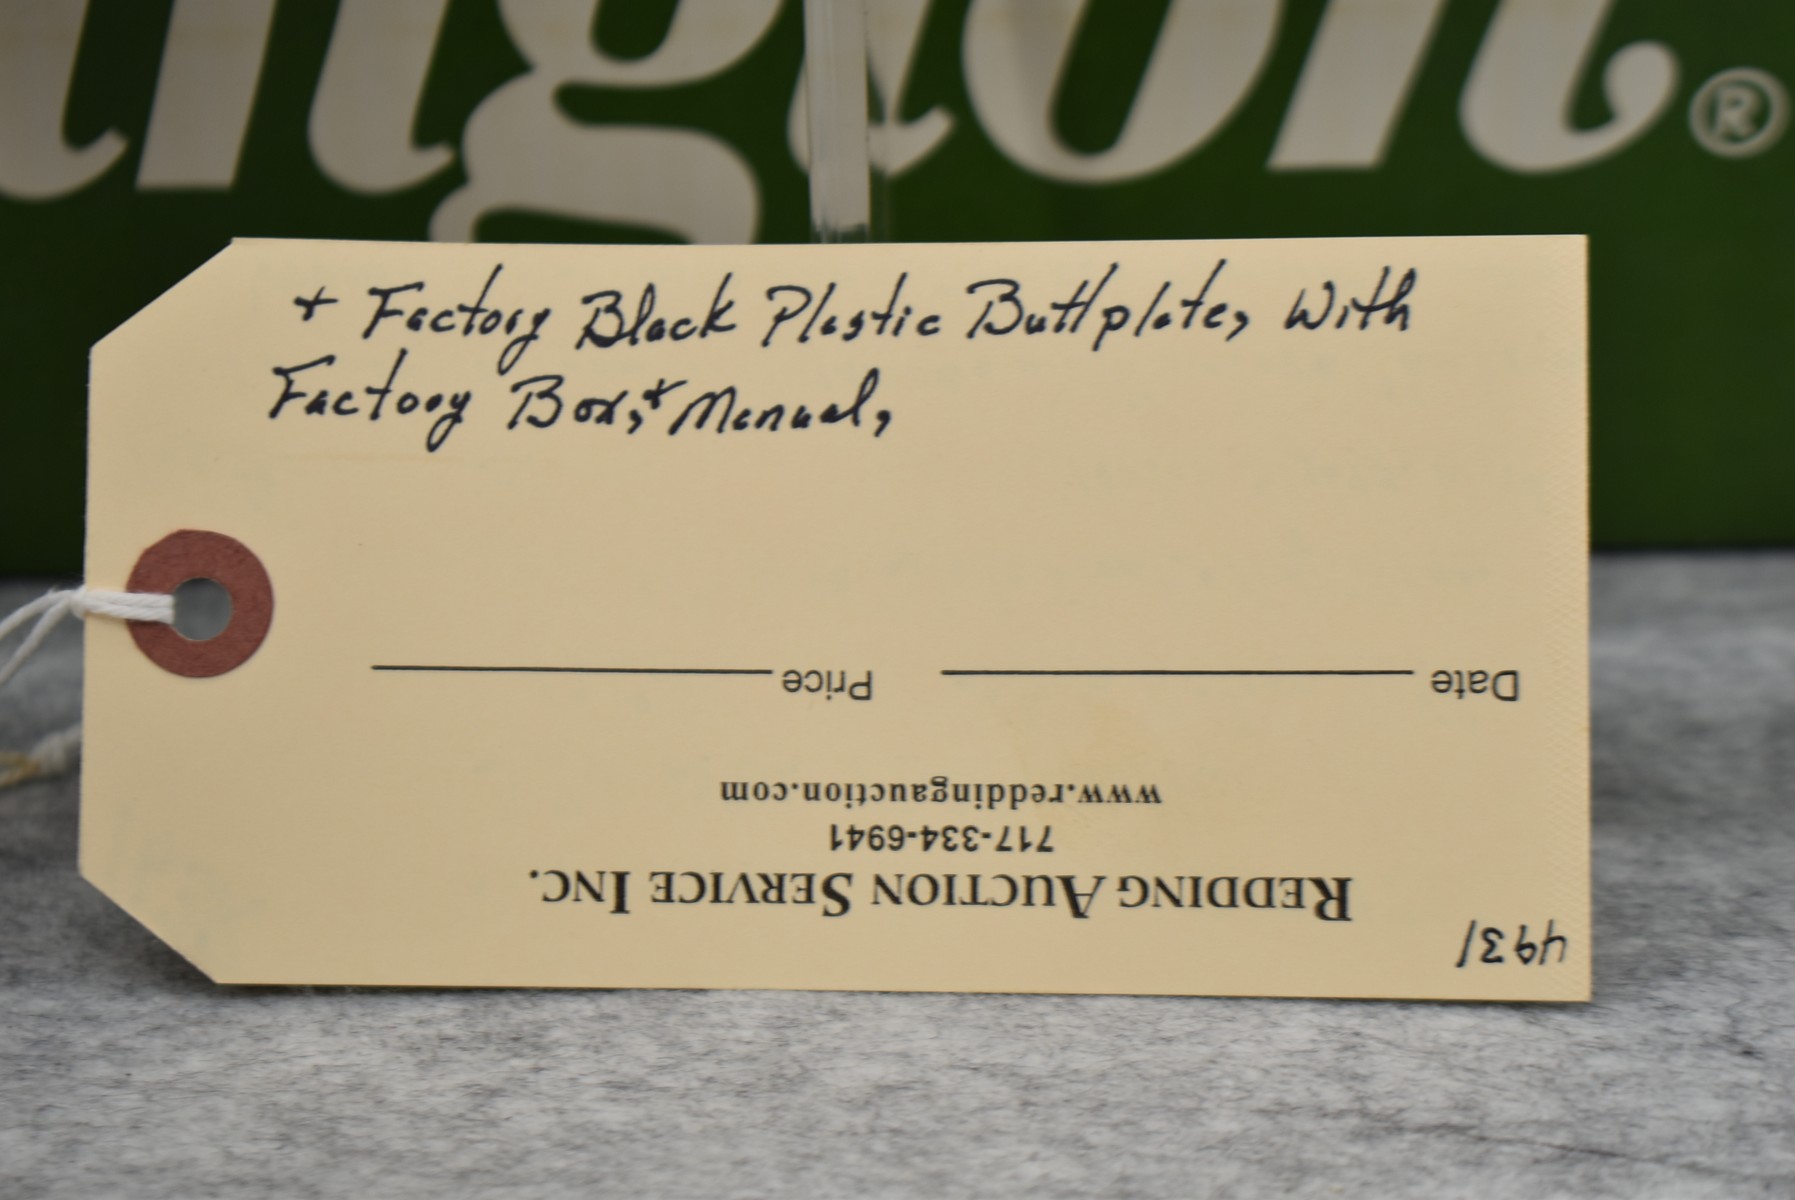 ington.®
+ Factory Black Plastic Buttplate, With
Factory Box,+ Manual,
Date Price
www.reddingauction.com
717-334-6941
REDDING AUCTION SERVICE INC.
4931